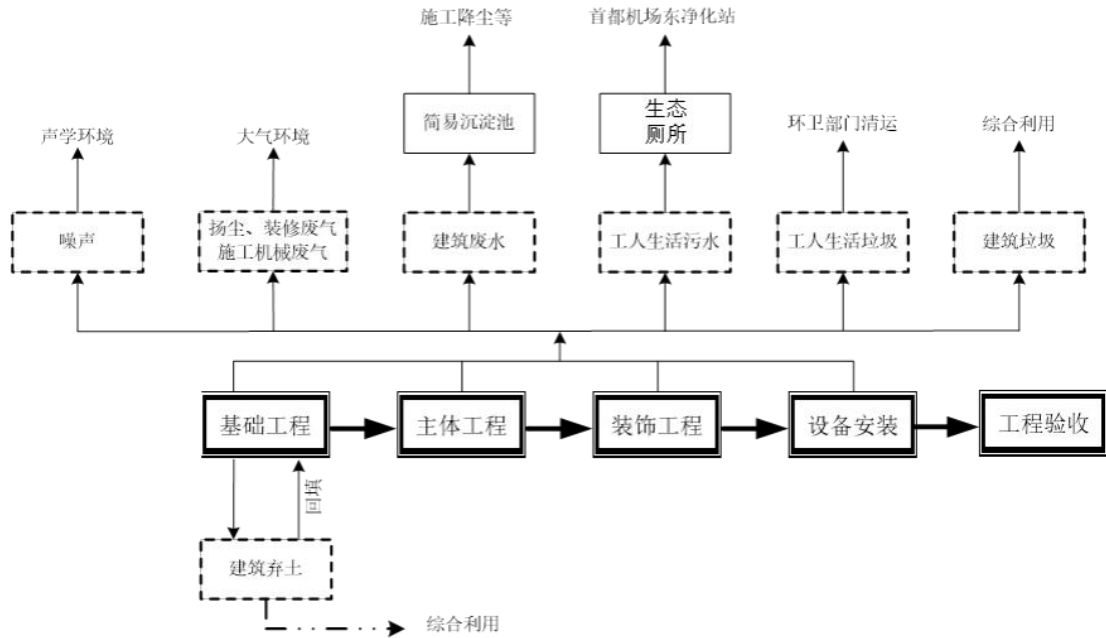 施工降尘等
首都机场东净化站
简易沉淀池
生态
厕所
声学环境
大气环境
环卫部门清运
综合利用
噪声
扬尘、装修废气
施工机械废气
建筑废水
工人生活污水
工人生活垃圾
建筑垃圾
基础工程
主体工程
装饰工程
设备安装
工程验收
回填
建筑弃土
综合利用